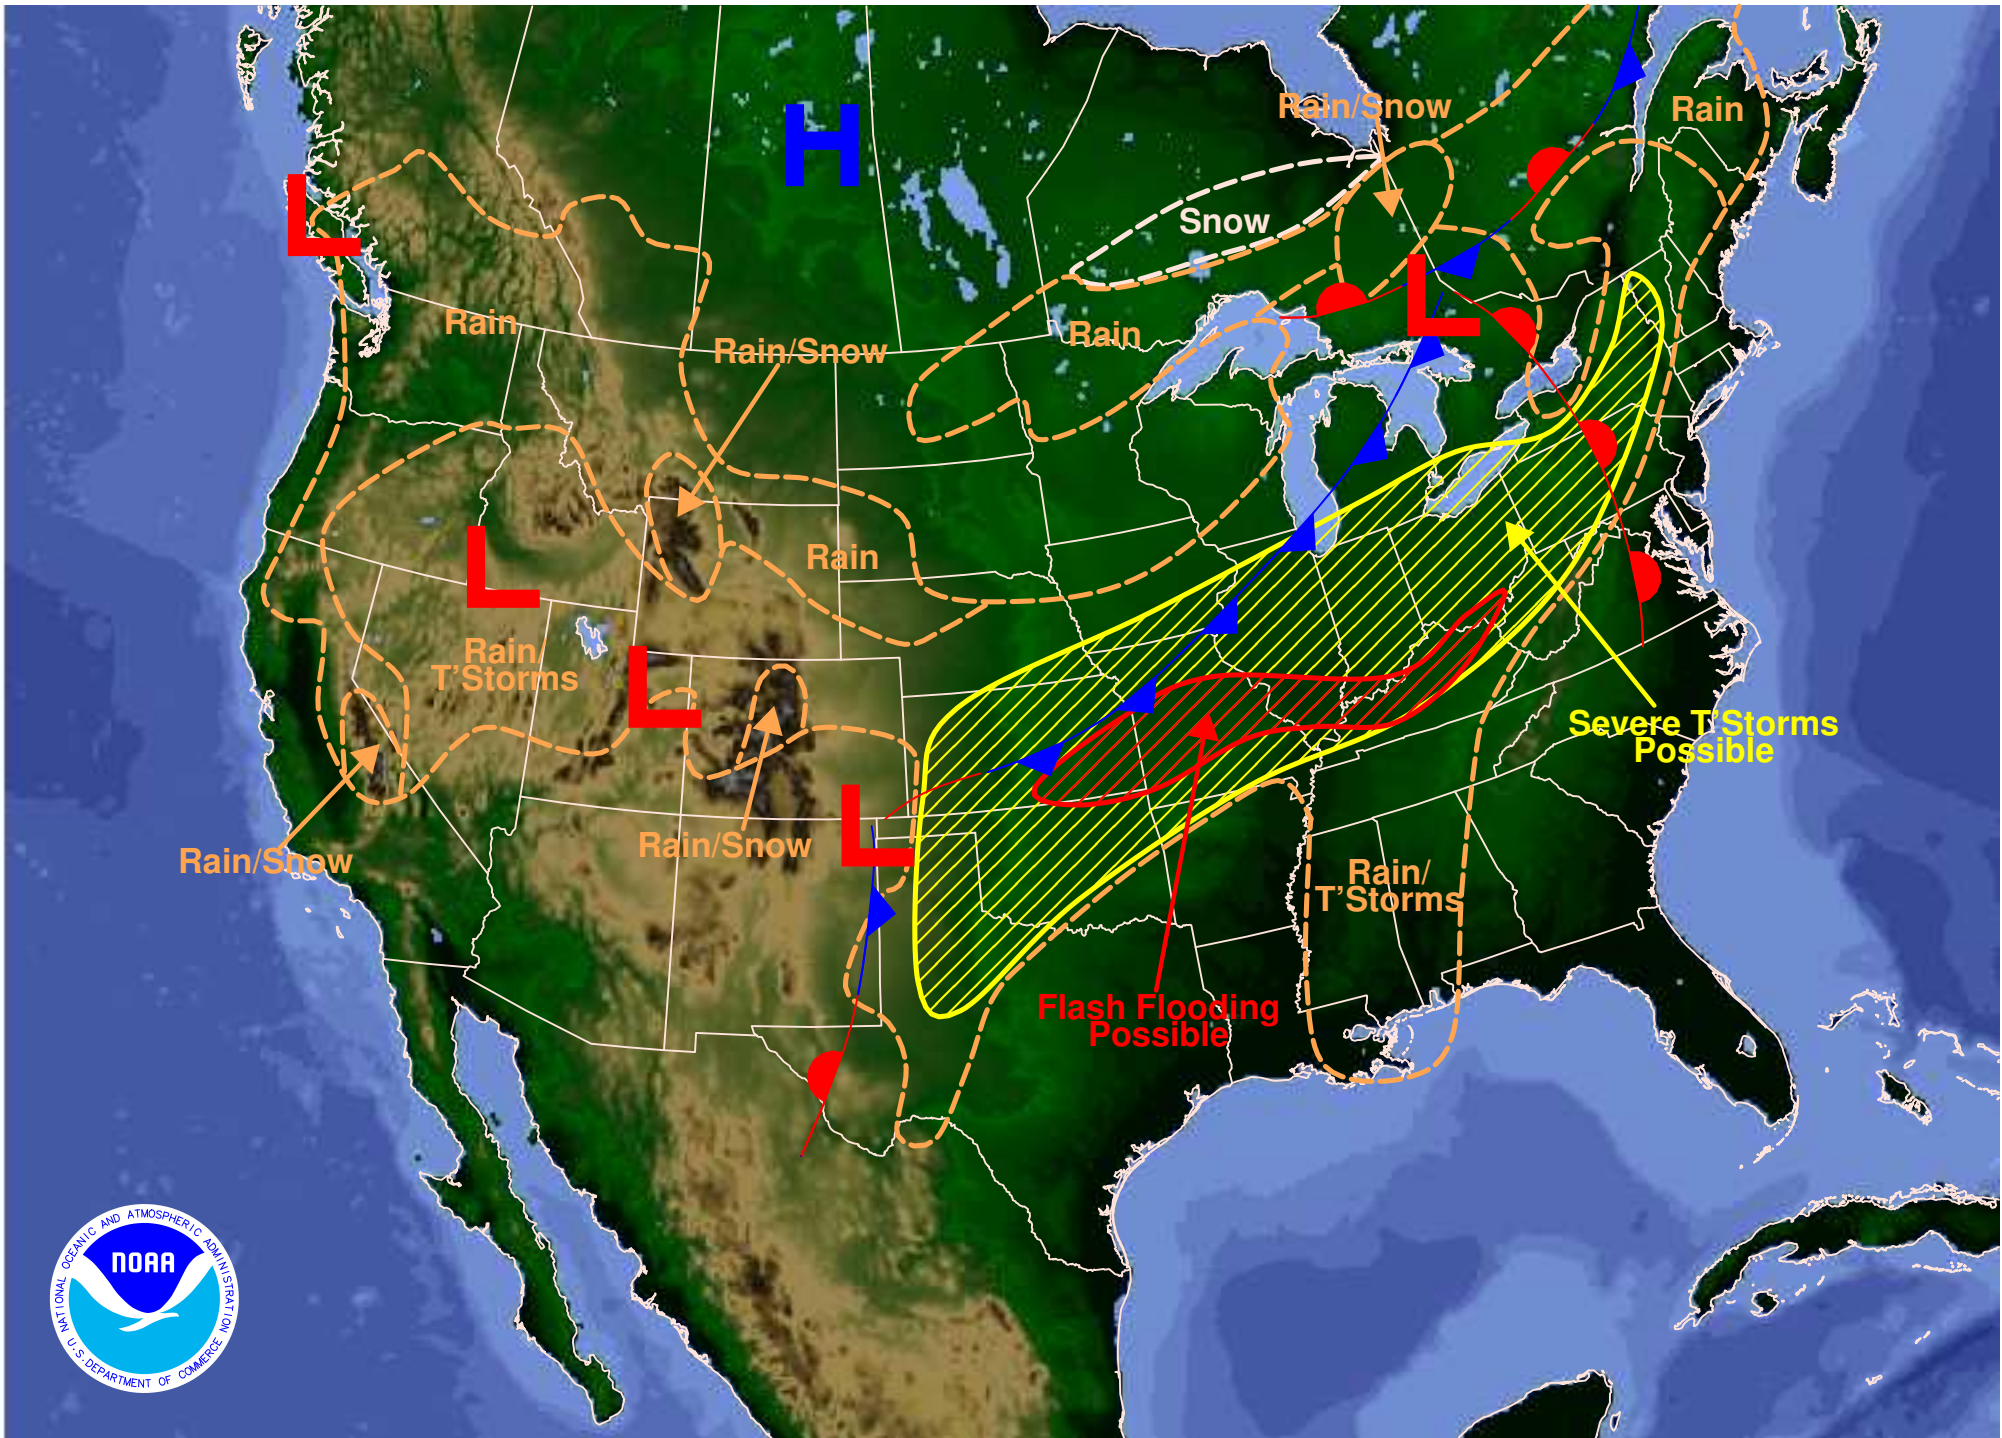 H
Rain/Snow
Rain
L
Snow
L
Rain
Rain
Rain/Snow
L
Rain
Rain/
T'Storms
L
Severe T'Storms
Possible
L
Rain/Snow
Rain/Snow
Rain/
T'Storms
Flash Flooding
Possible
NATIONAL OCEANIC AND ATMOSPHERIC ADMINISTRATION
NOAA
U.S. DEPARTMENT OF COMMERCE